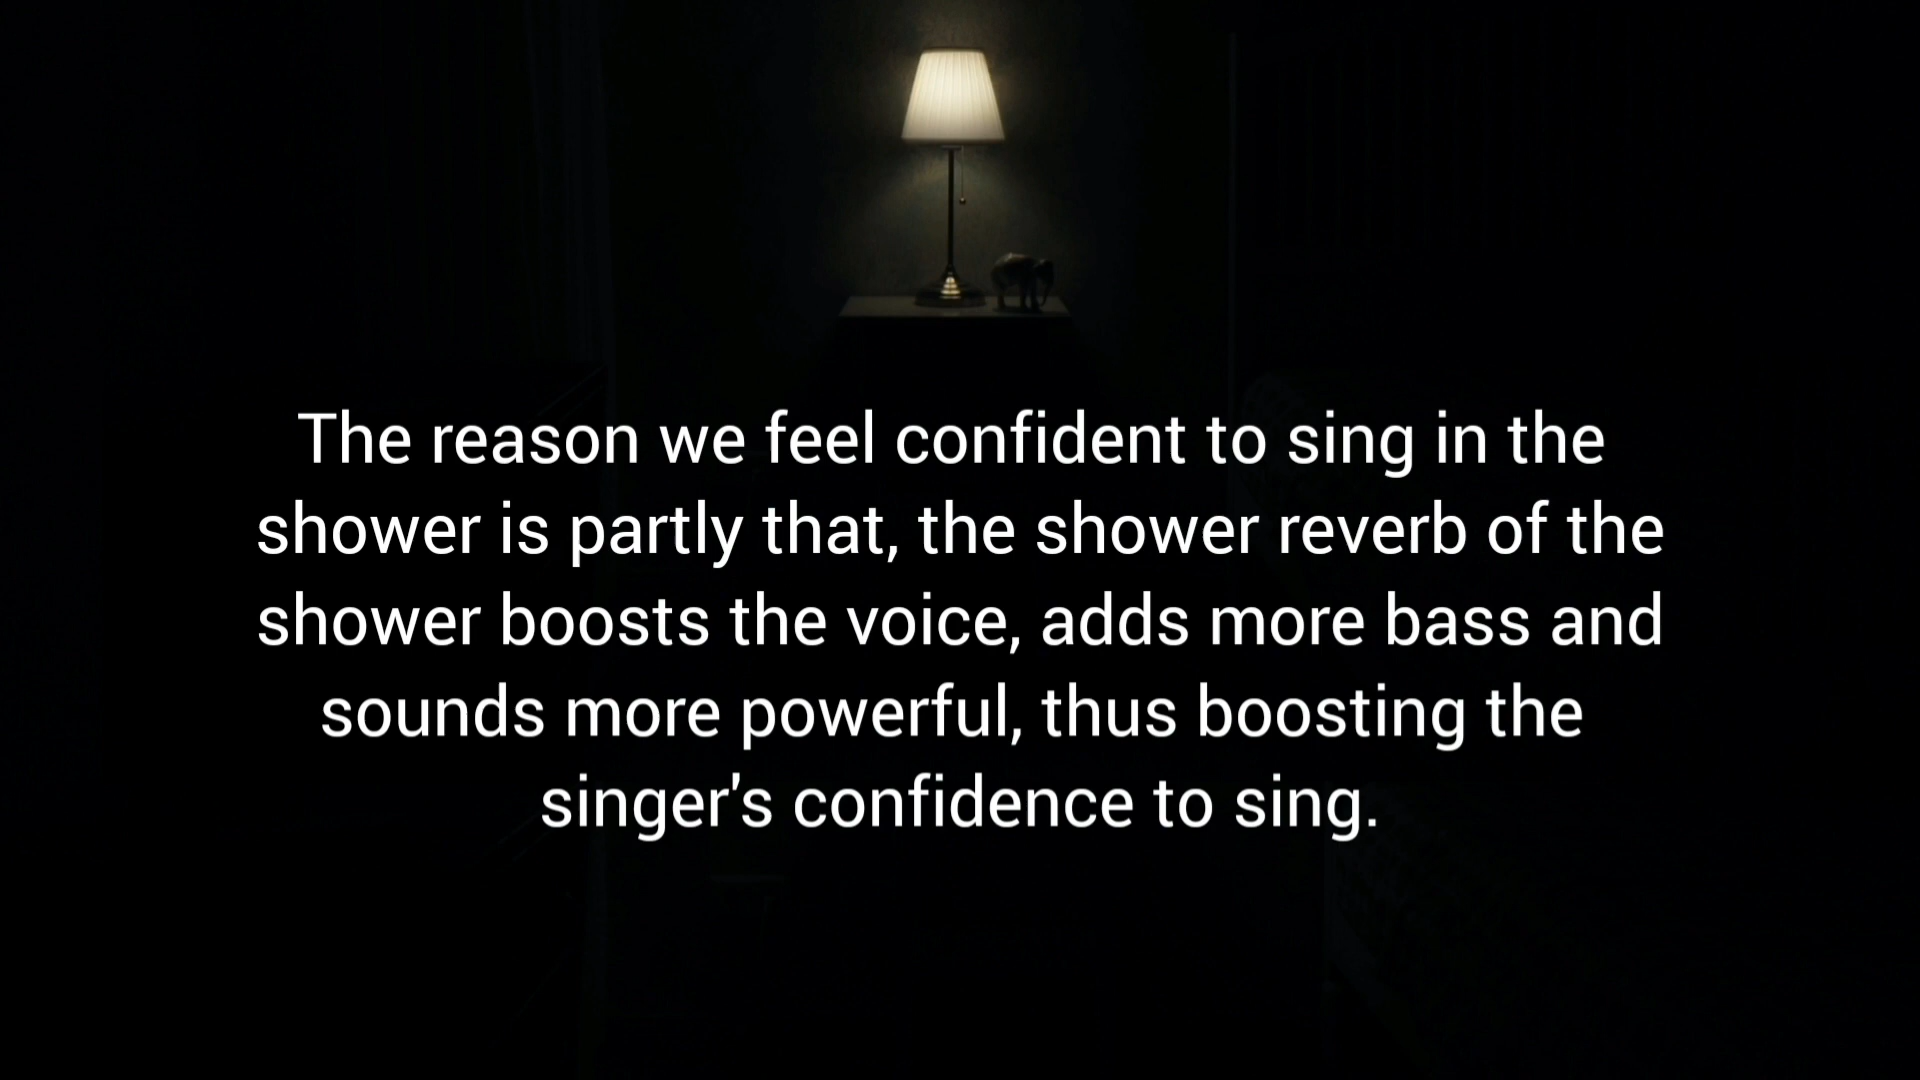 The reason we feel confident to sing in the
shower is partly that, the shower reverb of the
shower boosts the voice, adds more bass and
sounds more powerful, thus boosting the
singer's confidence to sing.